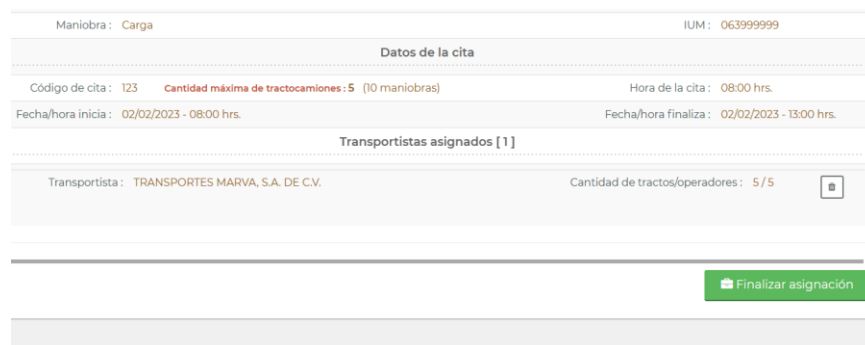 Maniobra : Carga IUM : 063999999
Datos de la cita
Código de cita : 123 Cantidad máxima de tractocamiones : 5 (10 maniobras) Hora de la cita : 08:00 hrs.
Fecha/hora inicia : 02/02/2023 - 08:00 hrs. Fecha/hora finaliza : 02/02/2023 - 13:00 hrs.
Transportistas asignados [ 1 ]
Transportista : TRANSPORTES MARVA, S.A. DE C.V. Cantidad de tractos/operadores : 5 / 5
Finalizar asignación